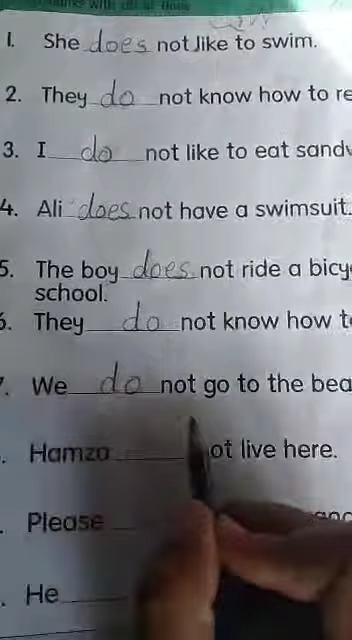 1. She does not like to swim.
2. They do not know how to re
3. I do not like to eat sand
4. Ali does not have a swimsuit.
5. The boy does not ride a bicy
school.
6. They do not know how t
7. We do not go to the bea
. Hamza ot live here.
. Please
. He